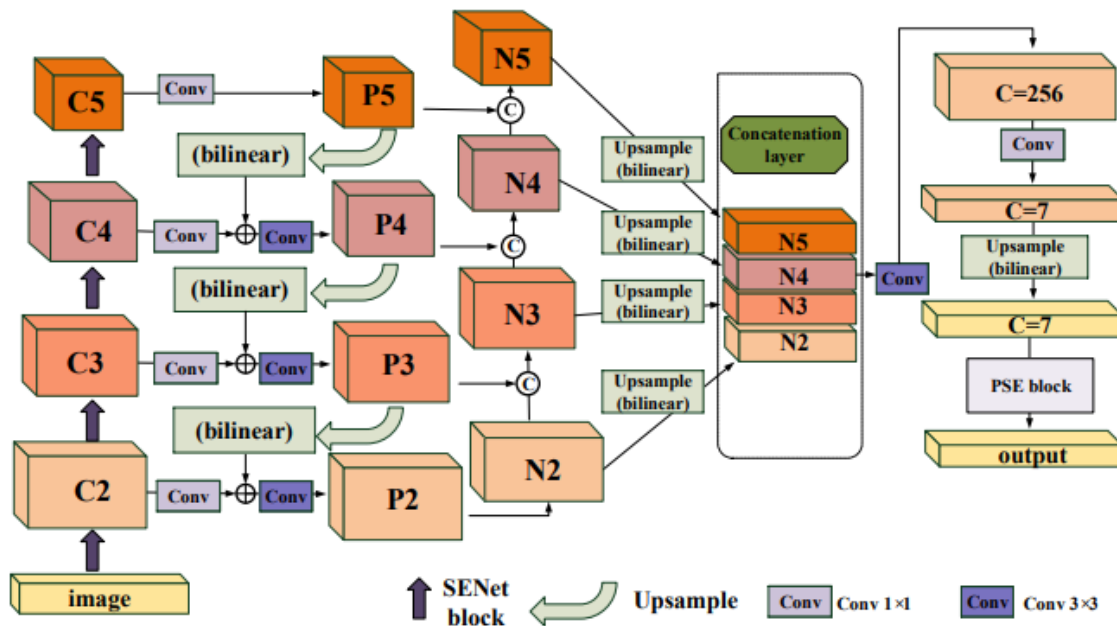 N5
C5
Conv
P5
C
C=256
(bilinear)
Upsample
(bilinear)
Concatenation
layer
Conv
C4
Conv
Conv
P4
N4
C
Upsample
(bilinear)
N5
N4
N3
N2
Conv
C=7
Upsample
(bilinear)
(bilinear)
C3
Conv
Conv
P3
N3
C
Upsample
(bilinear)
C=7
(bilinear)
Upsample
(bilinear)
PSE block
C2
Conv
Conv
P2
N2
output
image
SENet
block
Upsample
Conv
Conv 1×1
Conv
Conv 3×3